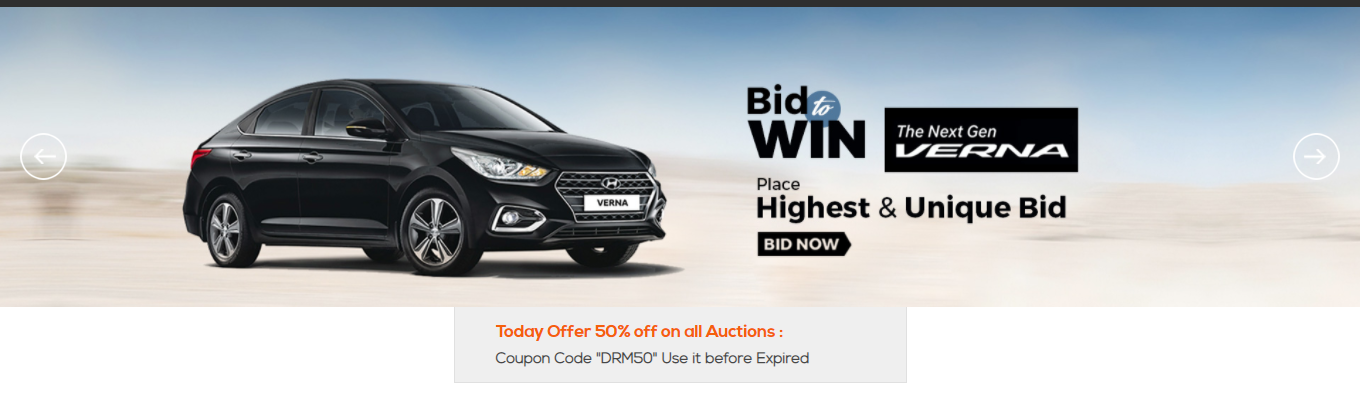 Bid to
WIN
The Next Gen
VERNA
Place
Highest & Unique Bid
BID NOW
VERNA
Today Offer 50% off on all Auctions :
Coupon Code "DRM50" Use it before Expired